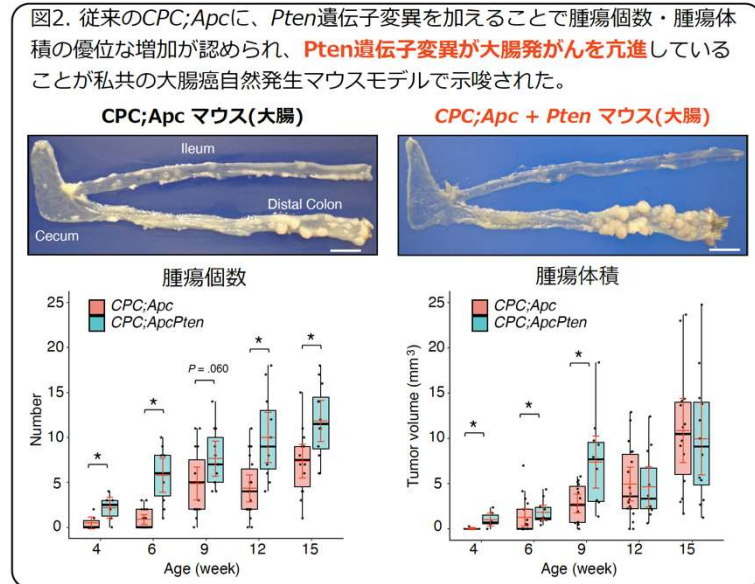 図2. 従来のCPC;Apcに、Pten遺伝子変異を加えることで腫瘍個数・腫瘍体
積の優位な増加が認められ、Pten遺伝子変異が大腸発がんを亢進している
ことが私共の大腸癌自然発生マウスモデルで示唆された。
CPC;Apc マウス(大腸)
CPC;Apc + Pten マウス(大腸)
Ileum
Distal Colon
Cecum
腫瘍個数
腫瘍体積
25
20
15
10
5
0
Number
CPC;Apc
CPC;ApcPten
*
*
P = .060
*
*
4 6 9 12 15
Age (week)
25
20
15
10
5
0
Tumor volume (mm³)
CPC;Apc
CPC;ApcPten
*
*
*
4 6 9 12 15
Age (week)